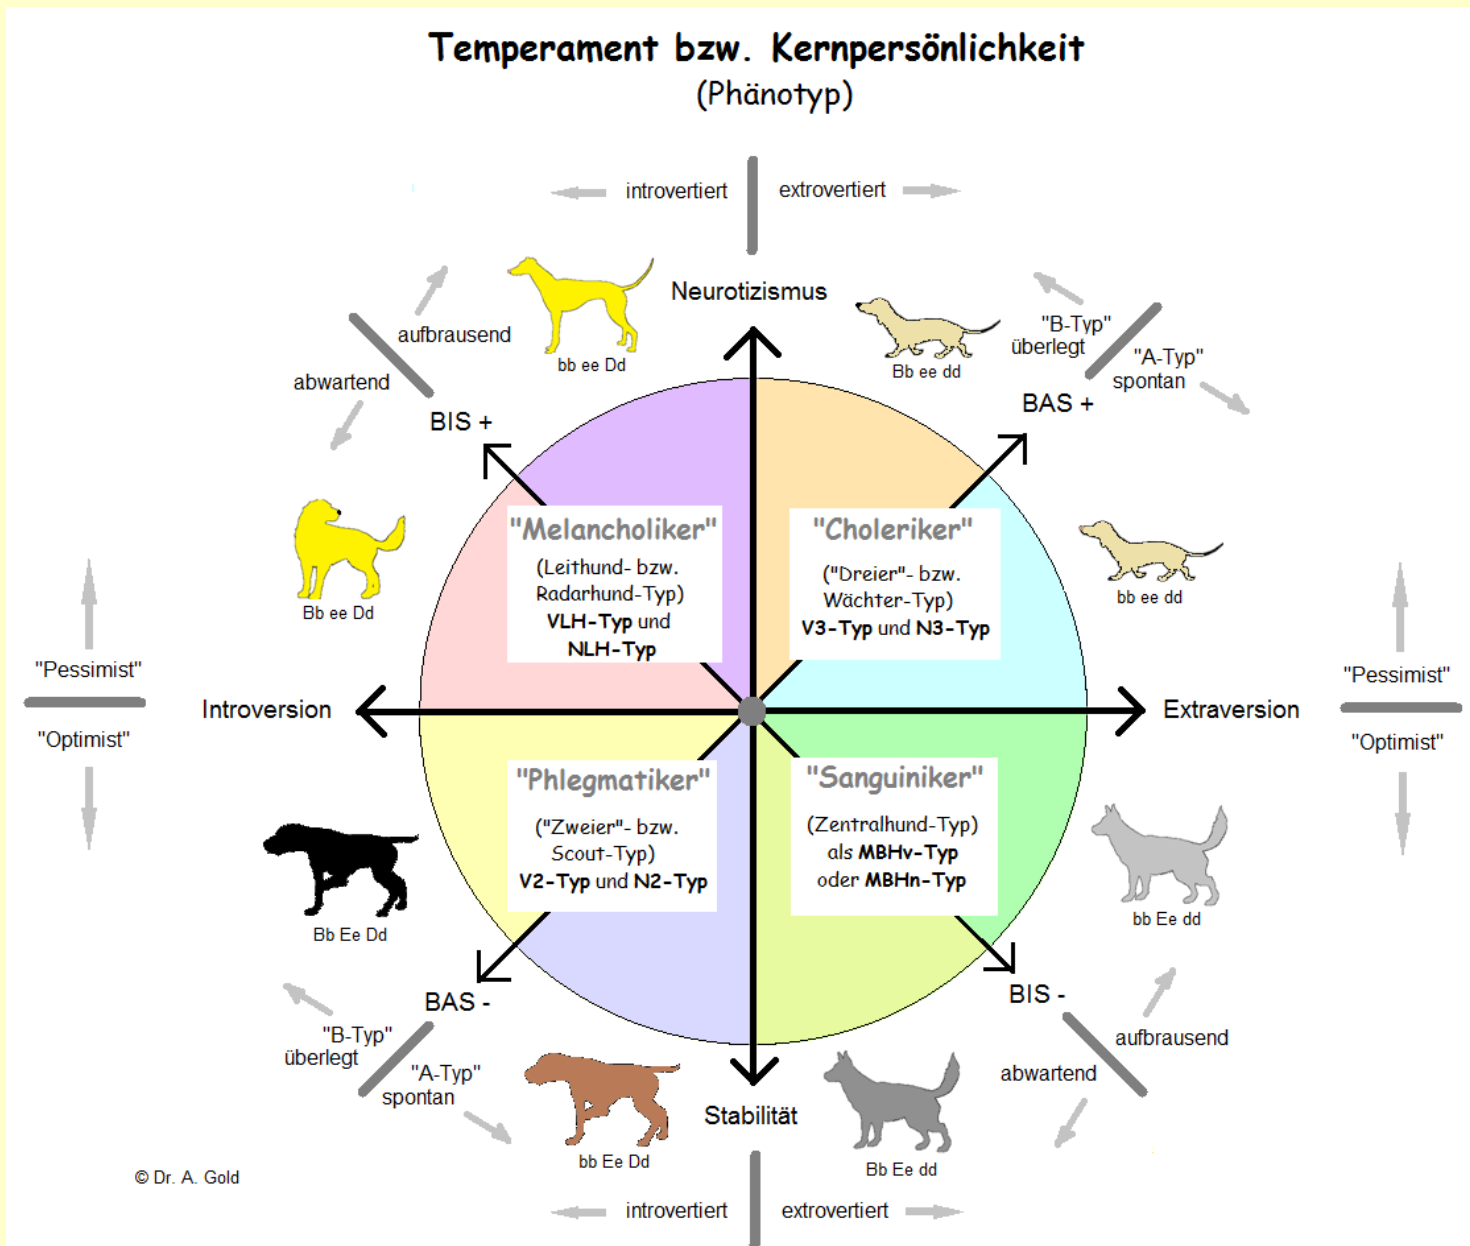 Temperament bzw. Kernpersönlichkeit
(Phänotyp)
introvertiert
extrovertiert
Neurotizismus
aufbrausend
abwartend
BIS +
bb ee Dd
Bb ee dd
"B-Typ"
überlegt
"A-Typ"
spontan
BAS +
Bb ee Dd
bb ee dd
"Melancholiker"
(Leithund- bzw.
Radarhund-Typ)
VLH-Typ und
NLH-Typ
"Choleriker"
("Dreier"- bzw.
Wächter-Typ)
V3-Typ und N3-Typ
"Pessimist"
"Optimist"
Introversion
Extraversion
"Pessimist"
"Optimist"
"Phlegmatiker"
("Zweier"- bzw.
Scout-Typ)
V2-Typ und N2-Typ
"Sanguiniker"
(Zentralhund-Typ)
als MBHv-Typ
oder MBHn-Typ
Bb Ee Dd
bb Ee dd
BAS -
BIS -
"B-Typ"
überlegt
"A-Typ"
spontan
aufbrausend
abwartend
Stabilität
bb Ee Dd
Bb Ee dd
© Dr. A. Gold
introvertiert
extrovertiert